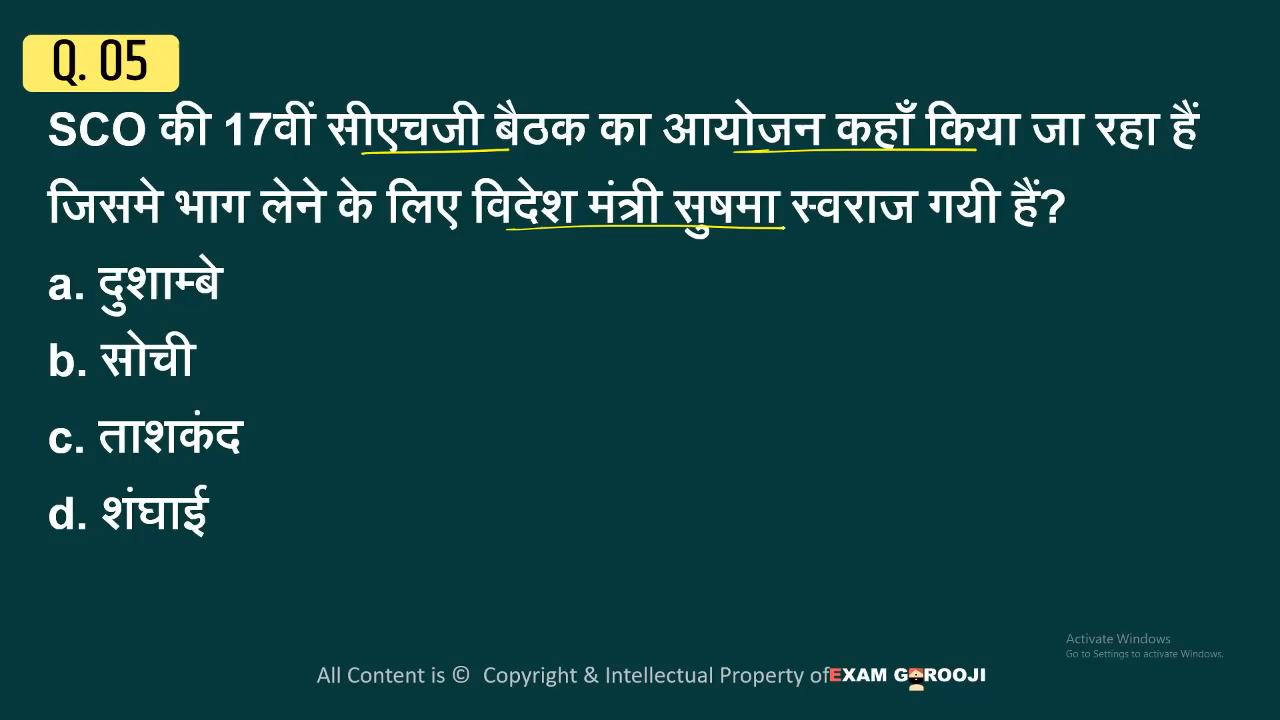 Q. 05
SCO की 17वीं सीएचजी बैठक का आयोजन कहाँ किया जा रहा हैं
जिसमे भाग लेने के लिए विदेश मंत्री सुषमा स्वराज गयी हैं?
a. दुशाम्बे
b. सोची
c. ताशकंद
d. शंघाई
Activate Windows
Go to Settings to activate Windows.
All Content is © Copyright & Intellectual Property of EXAM GUROOJI